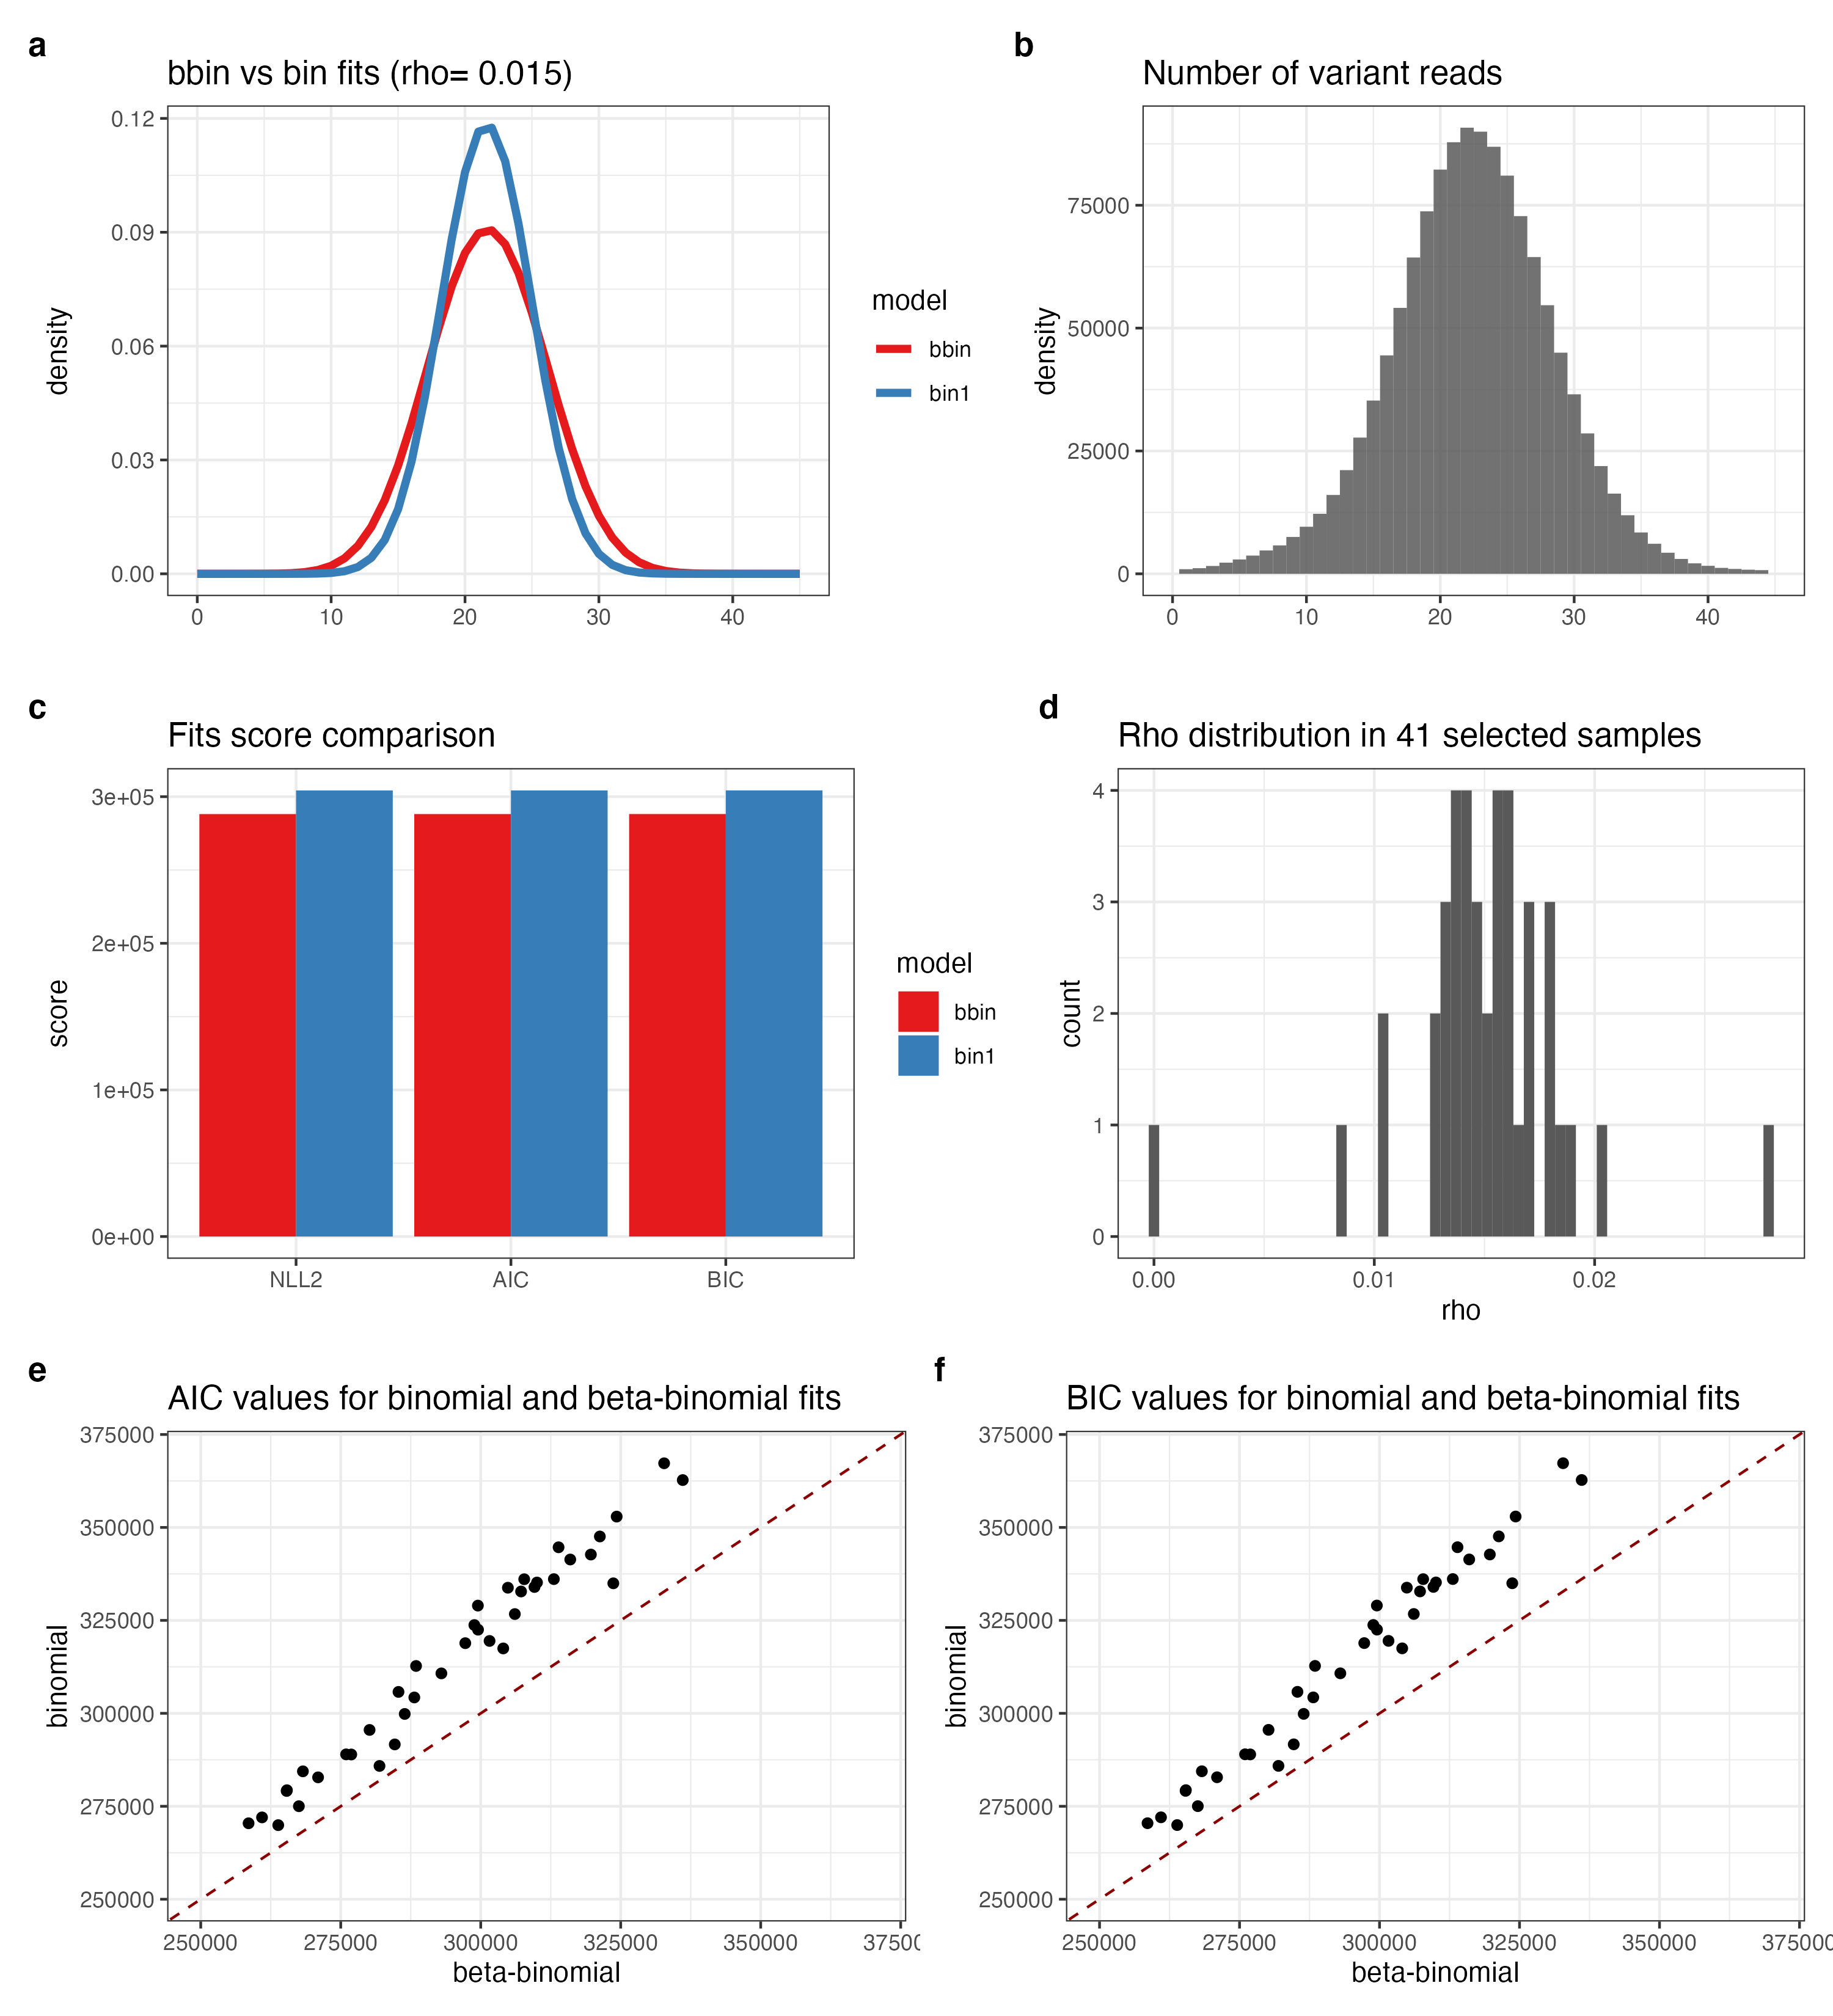 a
bbin vs bin fits (rho= 0.015)
0.12
0.09
0.06
0.03
0.00
density
0
10
20
30
40
model
bbin
bin1
b
Number of variant reads
75000
50000
25000
0
density
0
10
20
30
40
c
Fits score comparison
3e+05
2e+05
1e+05
0e+00
score
NLL2
AIC
BIC
model
bbin
bin1
d
Rho distribution in 41 selected samples
4
3
2
1
0
count
0.00
0.01
0.02
rho
e
AIC values for binomial and beta-binomial fits
375000
350000
325000
300000
275000
250000
binomial
250000
275000
300000
325000
350000
37500
beta-binomial
f
BIC values for binomial and beta-binomial fits
375000
350000
325000
300000
275000
250000
binomial
250000
275000
300000
325000
350000
375000
beta-binomial